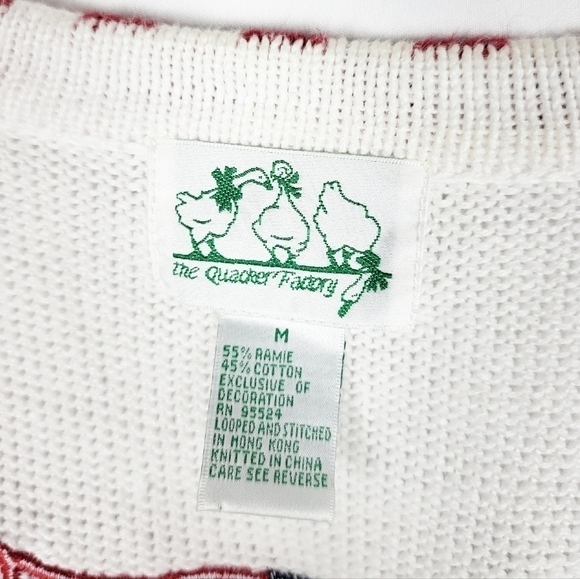 the Quacker Factory
M
55% RAMIE
45% COTTON
EXCLUSIVE OF
DECORATION
RN 95524
LOOPED AND STITCHED
IN HONG KONG
KNITTED IN CHINA
CARE SEE REVERSE